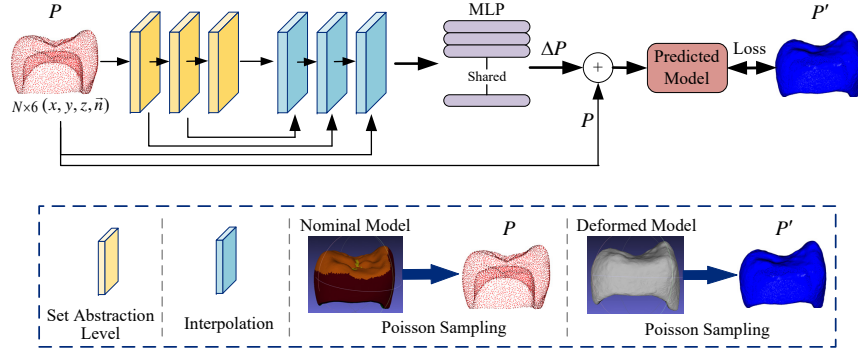 P
N×6 (x, y, z, n⃗)
MLP
Shared
ΔP
+
P
Predicted
Model
Loss
P′
Nominal Model
P
Deformed Model
P′
Set Abstraction
Level
Interpolation
Poisson Sampling
Poisson Sampling